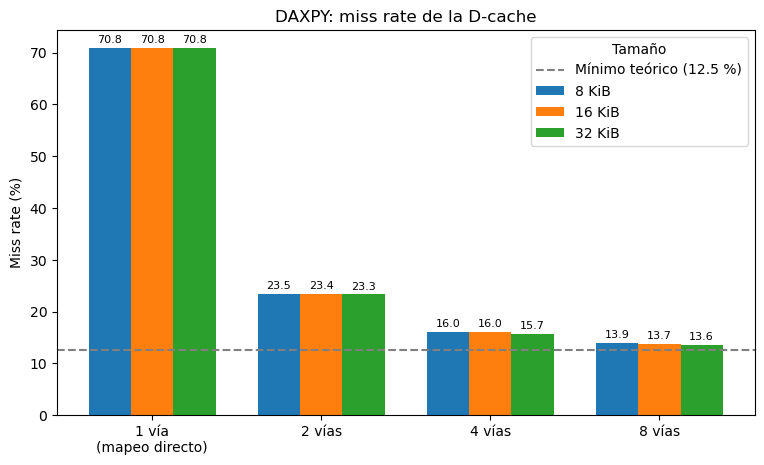 DAXPY: miss rate de la D-cache
Miss rate (%)
70
60
50
40
30
20
10
0
70.8 70.8 70.8
23.5 23.4 23.3
16.0 16.0 15.7
13.9 13.7 13.6
Tamaño
Mínimo teórico (12.5 %)
8 KiB
16 KiB
32 KiB
1 vía
(mapeo directo)
2 vías
4 vías
8 vías